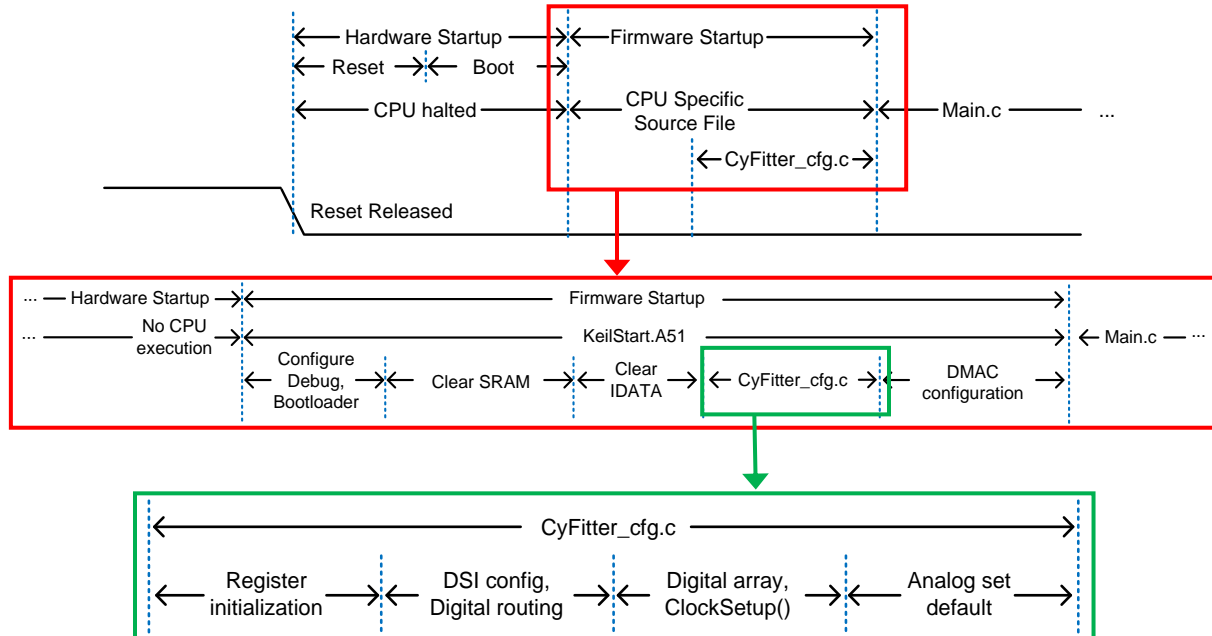 Hardware Startup
Firmware Startup
Reset
Boot
CPU halted
CPU Specific
Source File
Main.c
...
CyFitter_cfg.c
Reset Released
...
Hardware Startup
Firmware Startup
...
No CPU
execution
KeilStart.A51
Main.c
...
Configure
Debug,
Bootloader
Clear SRAM
Clear
IDATA
CyFitter_cfg.c
DMAC
configuration
CyFitter_cfg.c
Register
initialization
DSI config,
Digital routing
Digital array,
ClockSetup()
Analog set
default